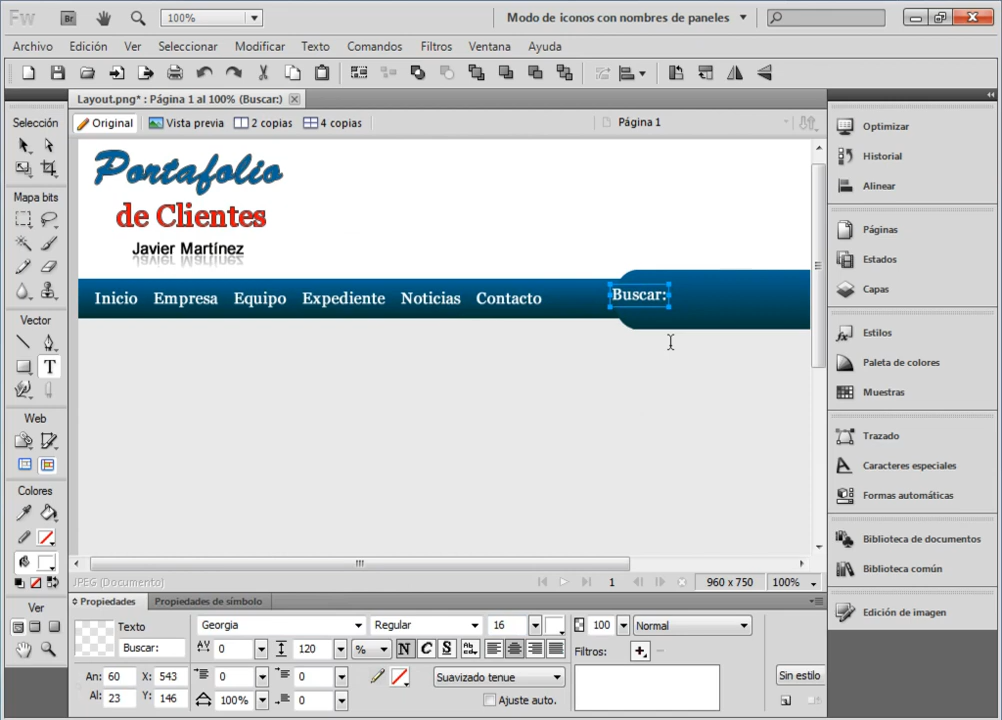 Fw Br 100% Modo de iconos con nombres de paneles
Archivo Edición Ver Seleccionar Modificar Texto Comandos Filtros Ventana Ayuda
Layout.png* : Página 1 al 100% (Buscar:)
Original Vista previa 2 copias 4 copias Página 1
Selección
Mapa bits
Vector
T
Web
Colores
Ver
Portafolio
de Clientes
Javier Martínez
Inicio Empresa Equipo Expediente Noticias Contacto Buscar:
Optimizar
Historial
Alinear
Páginas
Estados
Capas
Estilos
Paleta de colores
Muestras
Trazado
Caracteres especiales
Formas automáticas
Biblioteca de documentos
Biblioteca común
Edición de imagen
JPEG (Documento) 1 960 x 750 100%
Propiedades Propiedades de símbolo
Texto Georgia Regular 16 100 Normal
Buscar: AV 0 120 % N C S Filtros:
An: 60 X: 543 0 0 Suavizado tenue Sin estilo
Al: 23 Y: 146 100% 0 Ajuste auto.